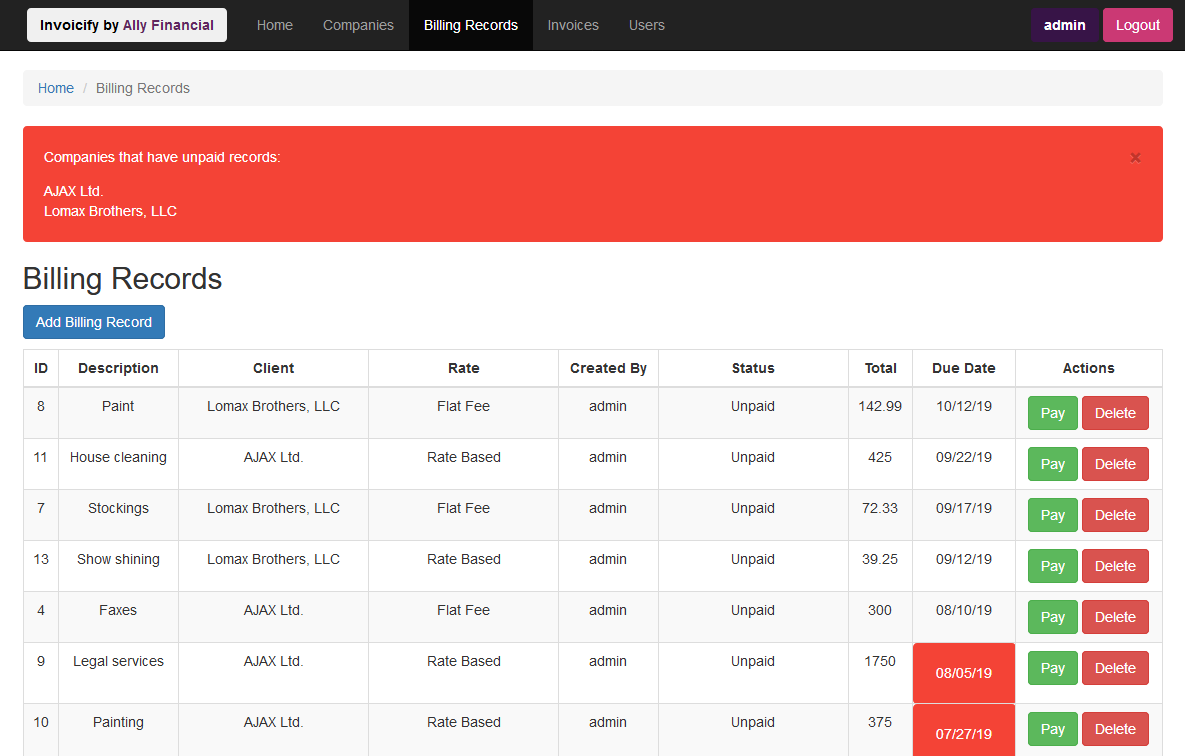 Invoicify by Ally Financial Home Companies Billing Records Invoices Users admin Logout
Home / Billing Records
Companies that have unpaid records: ×
AJAX Ltd.
Lomax Brothers, LLC
Billing Records
Add Billing Record
ID Description Client Rate Created By Status Total Due Date Actions
8 Paint Lomax Brothers, LLC Flat Fee admin Unpaid 142.99 10/12/19 Pay Delete
11 House cleaning AJAX Ltd. Rate Based admin Unpaid 425 09/22/19 Pay Delete
7 Stockings Lomax Brothers, LLC Flat Fee admin Unpaid 72.33 09/17/19 Pay Delete
13 Show shining Lomax Brothers, LLC Rate Based admin Unpaid 39.25 09/12/19 Pay Delete
4 Faxes AJAX Ltd. Flat Fee admin Unpaid 300 08/10/19 Pay Delete
9 Legal services AJAX Ltd. Rate Based admin Unpaid 1750 08/05/19 Pay Delete
10 Painting AJAX Ltd. Rate Based admin Unpaid 375 07/27/19 Pay Delete